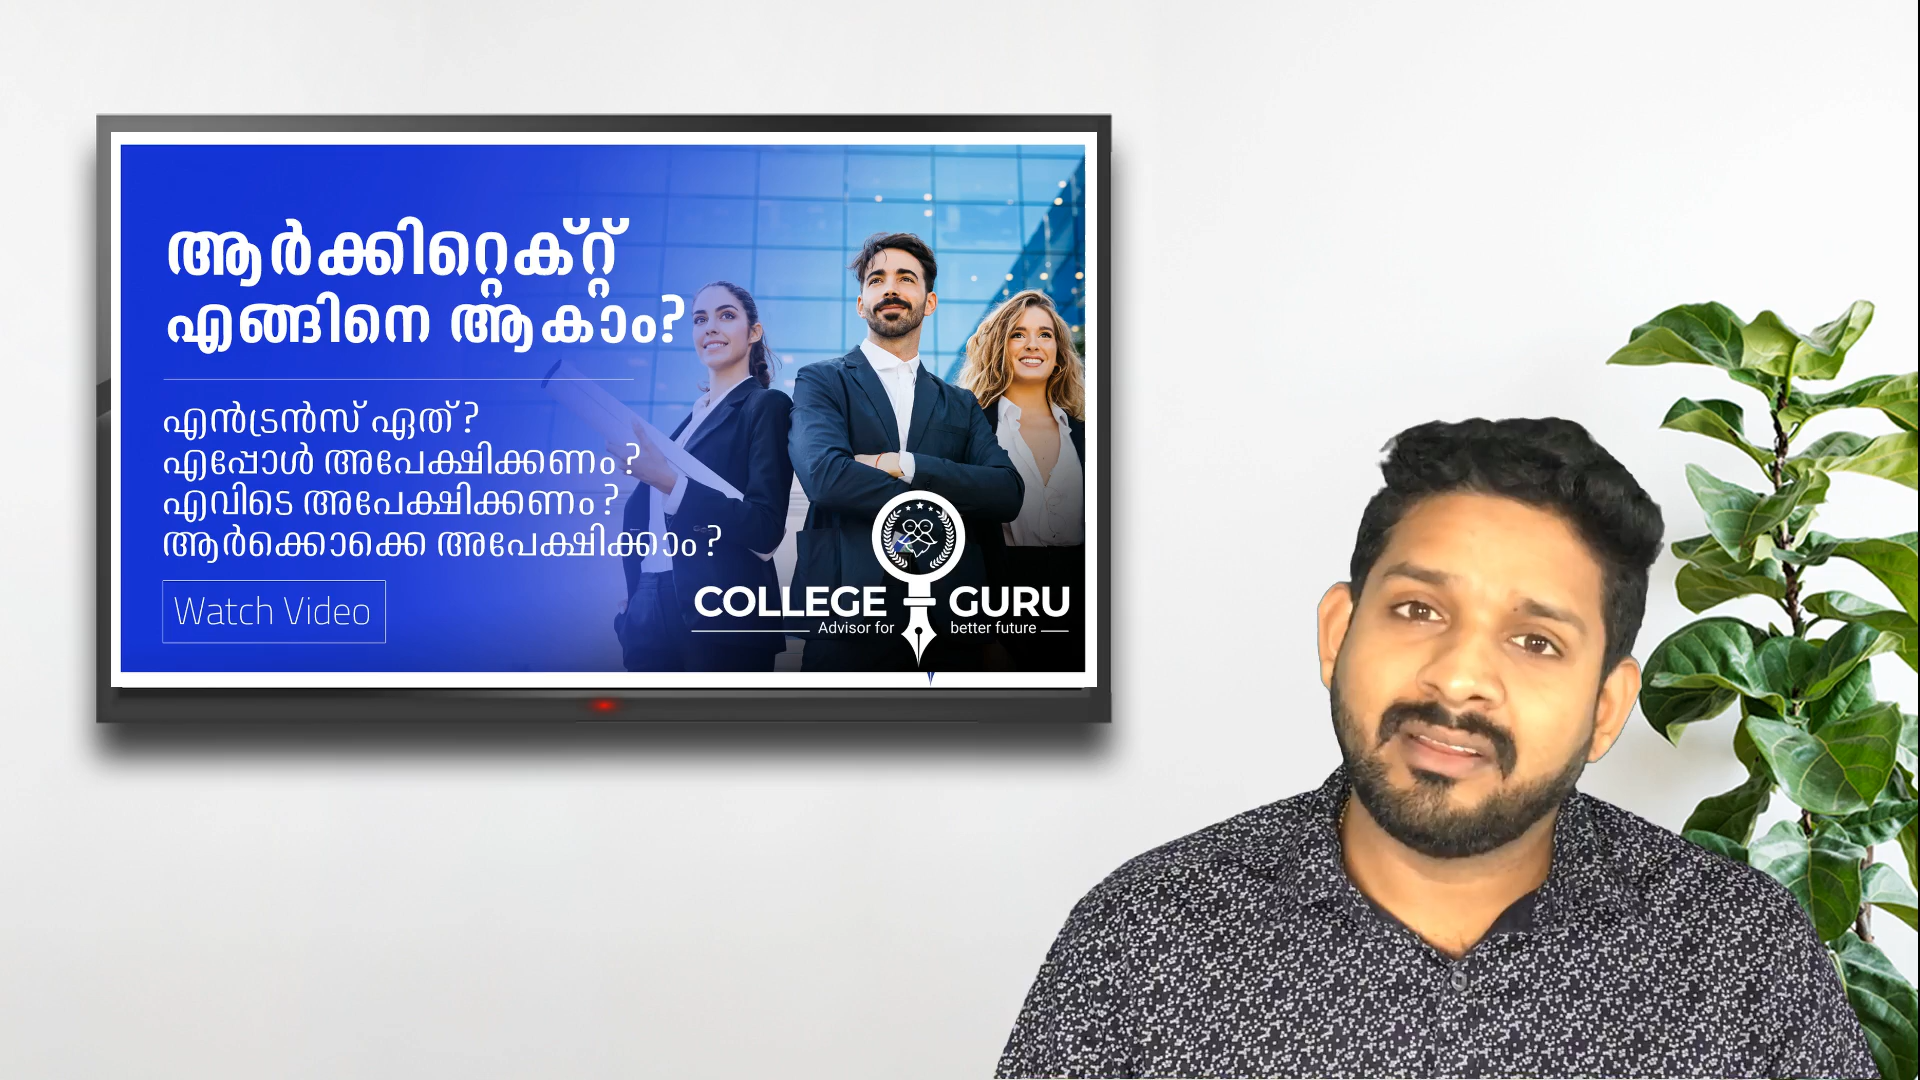 ആർക്കിറ്റെക്റ്റ്
എങ്ങിനെ ആകാം?
എൻട്രൻസ് ഏത് ?
എപ്പോൾ അപേക്ഷിക്കണം ?
എവിടെ അപേക്ഷിക്കണം ?
ആർക്കൊക്കെ അപേക്ഷിക്കാം ?
Watch Video
COLLEGE GURU
Advisor for better future